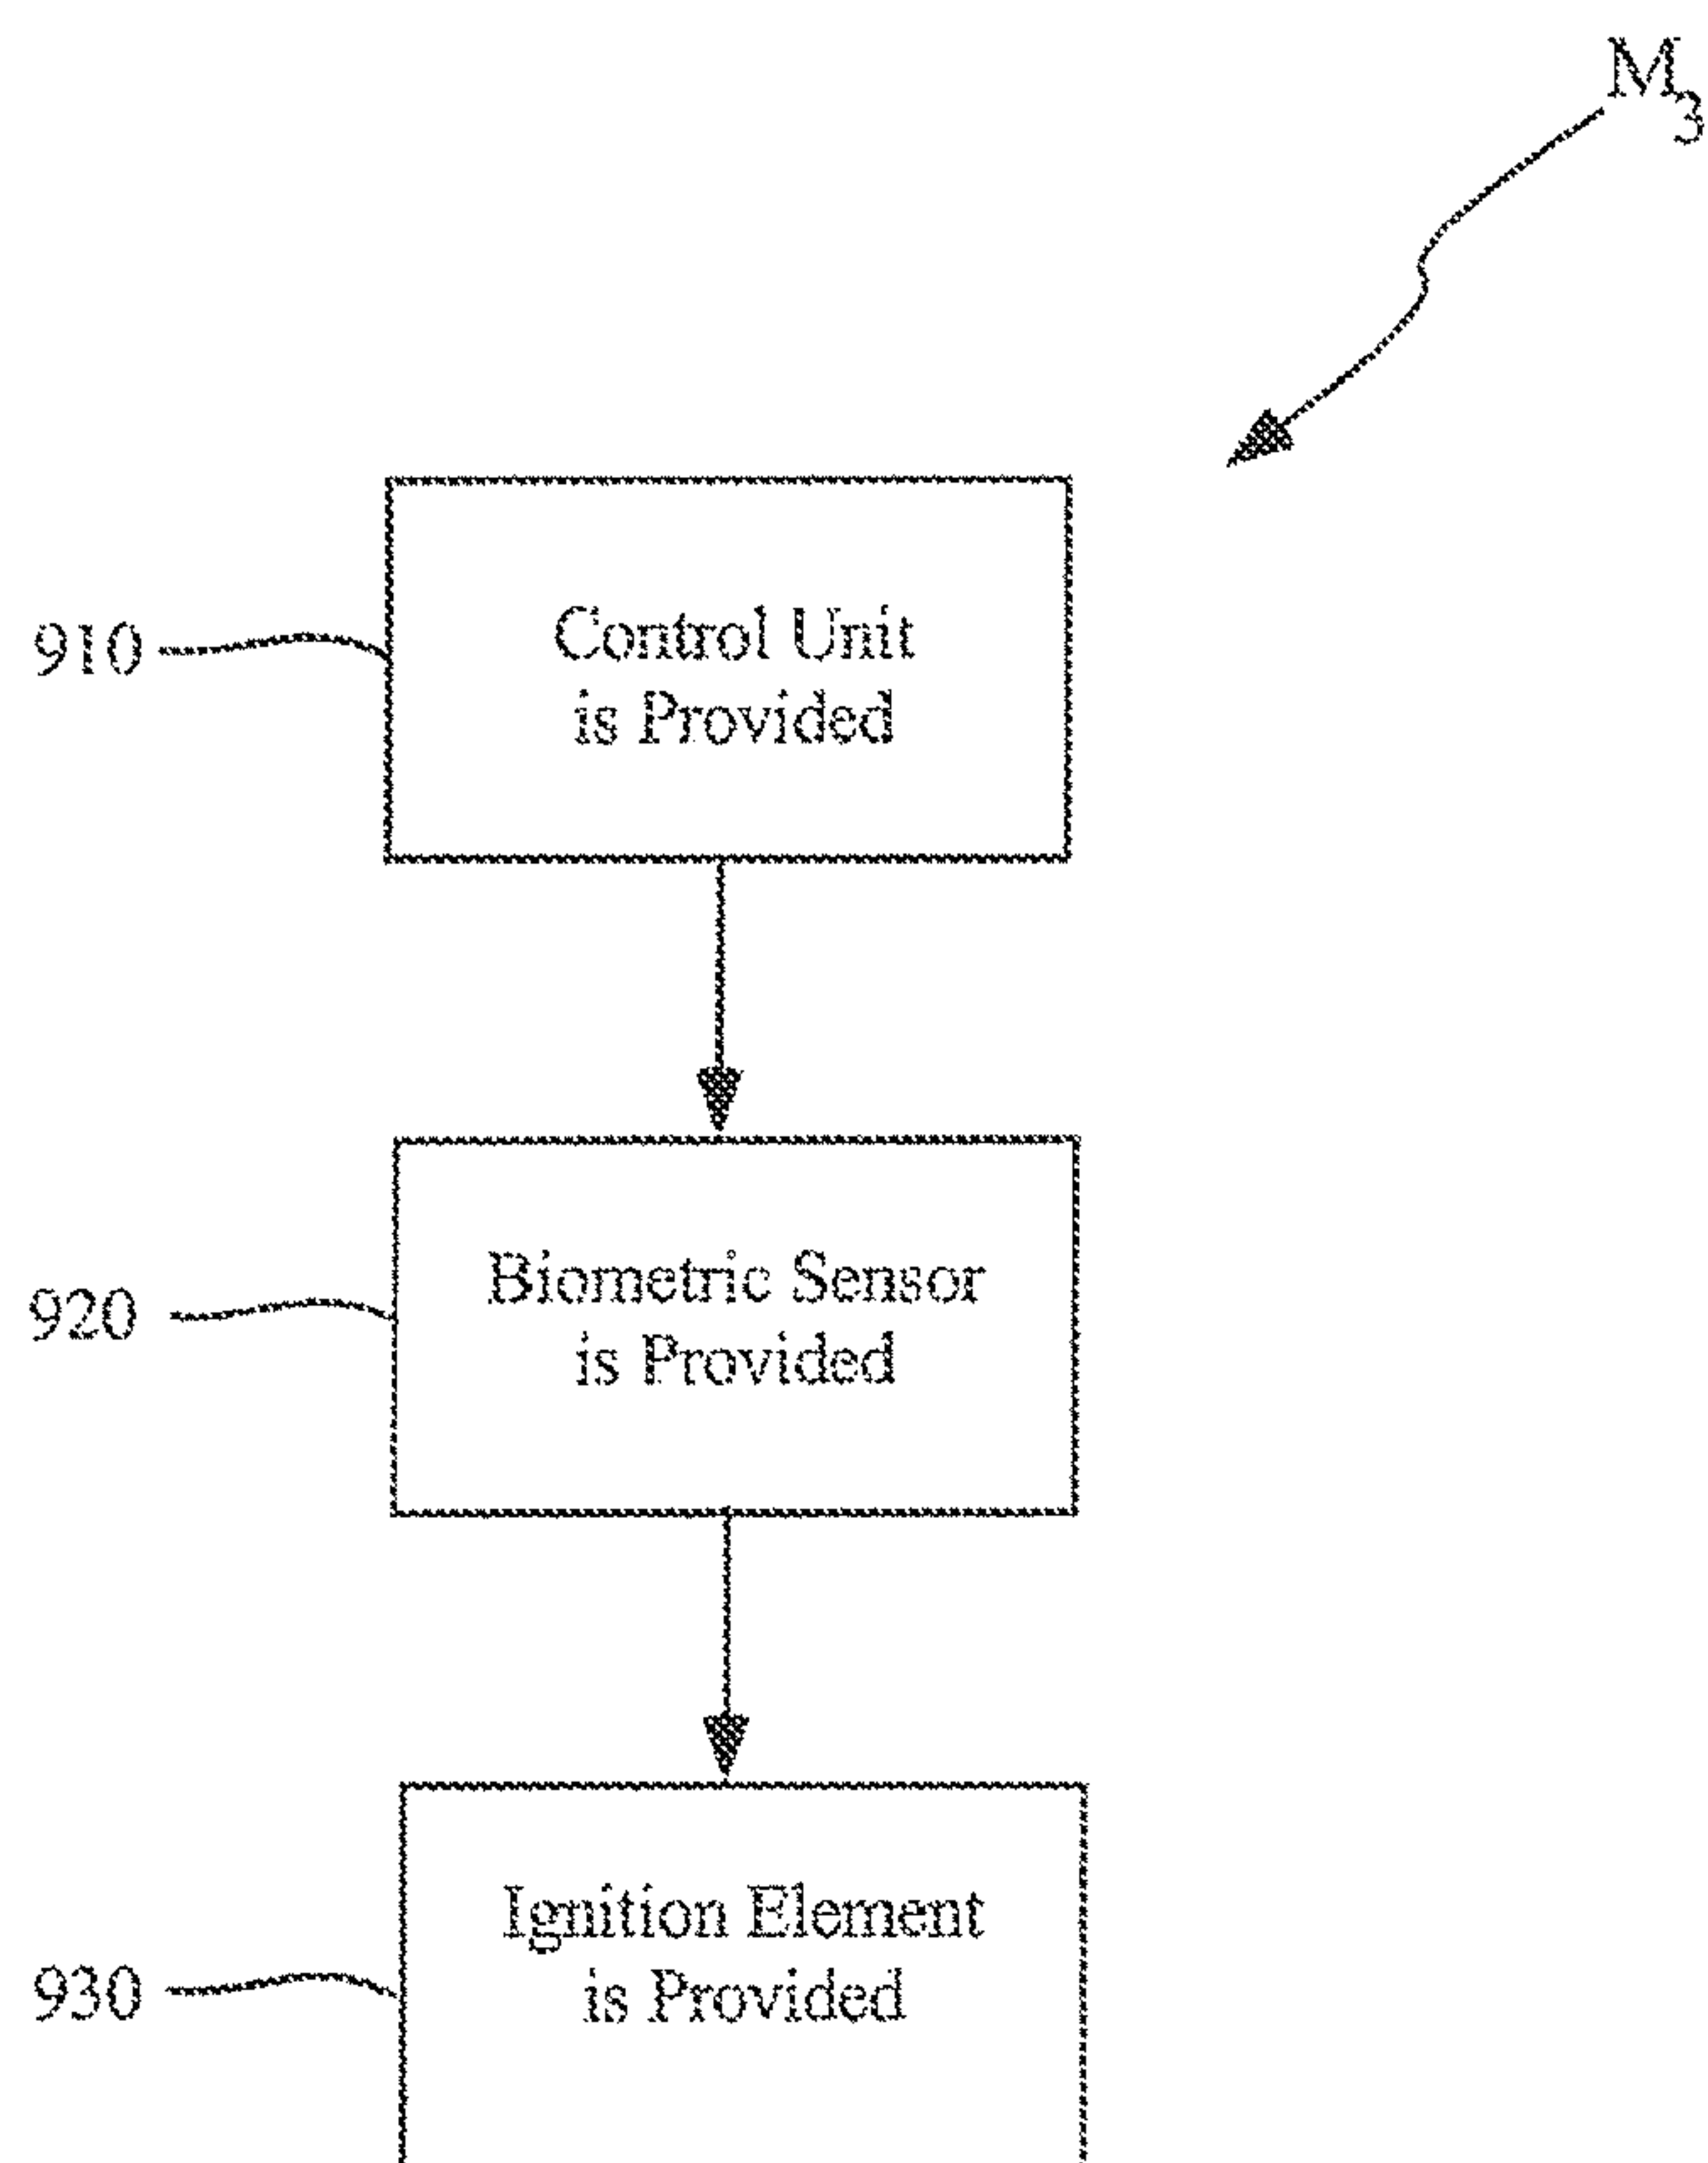 M3
910
Control Unit
is Provided
920
Biometric Sensor
is Provided
930
Ignition Element
is Provided